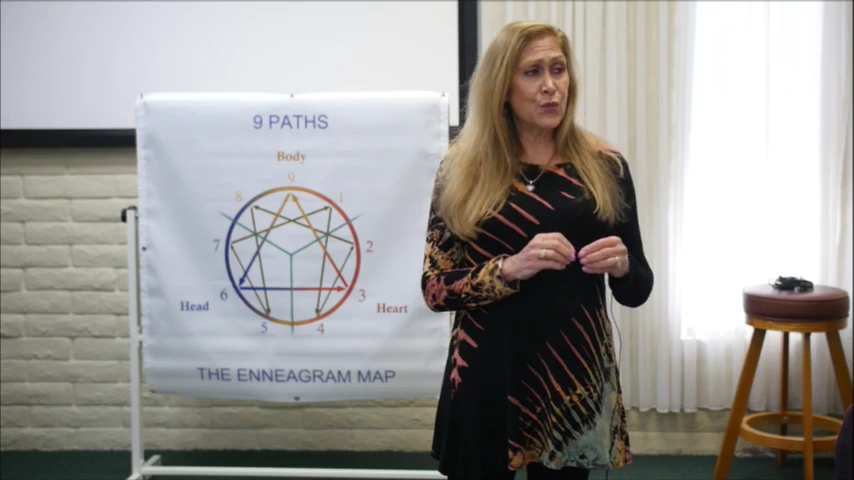 9 PATHS
Body
9
8 1
7 2
6 3
Head Heart
5 4
THE ENNEAGRAM MAP